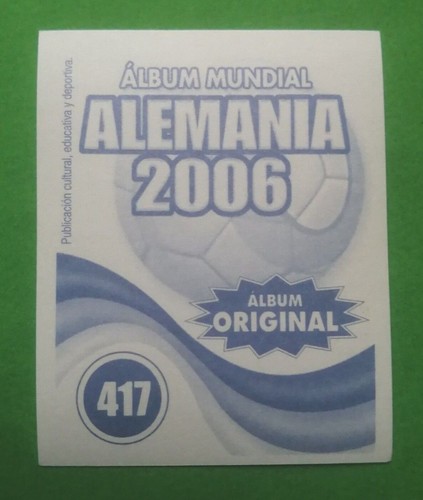 ÁLBUM MUNDIAL
ALEMANIA
2006
Publicación cultural, educativa y deportiva.
ÁLBUM
ORIGINAL
417